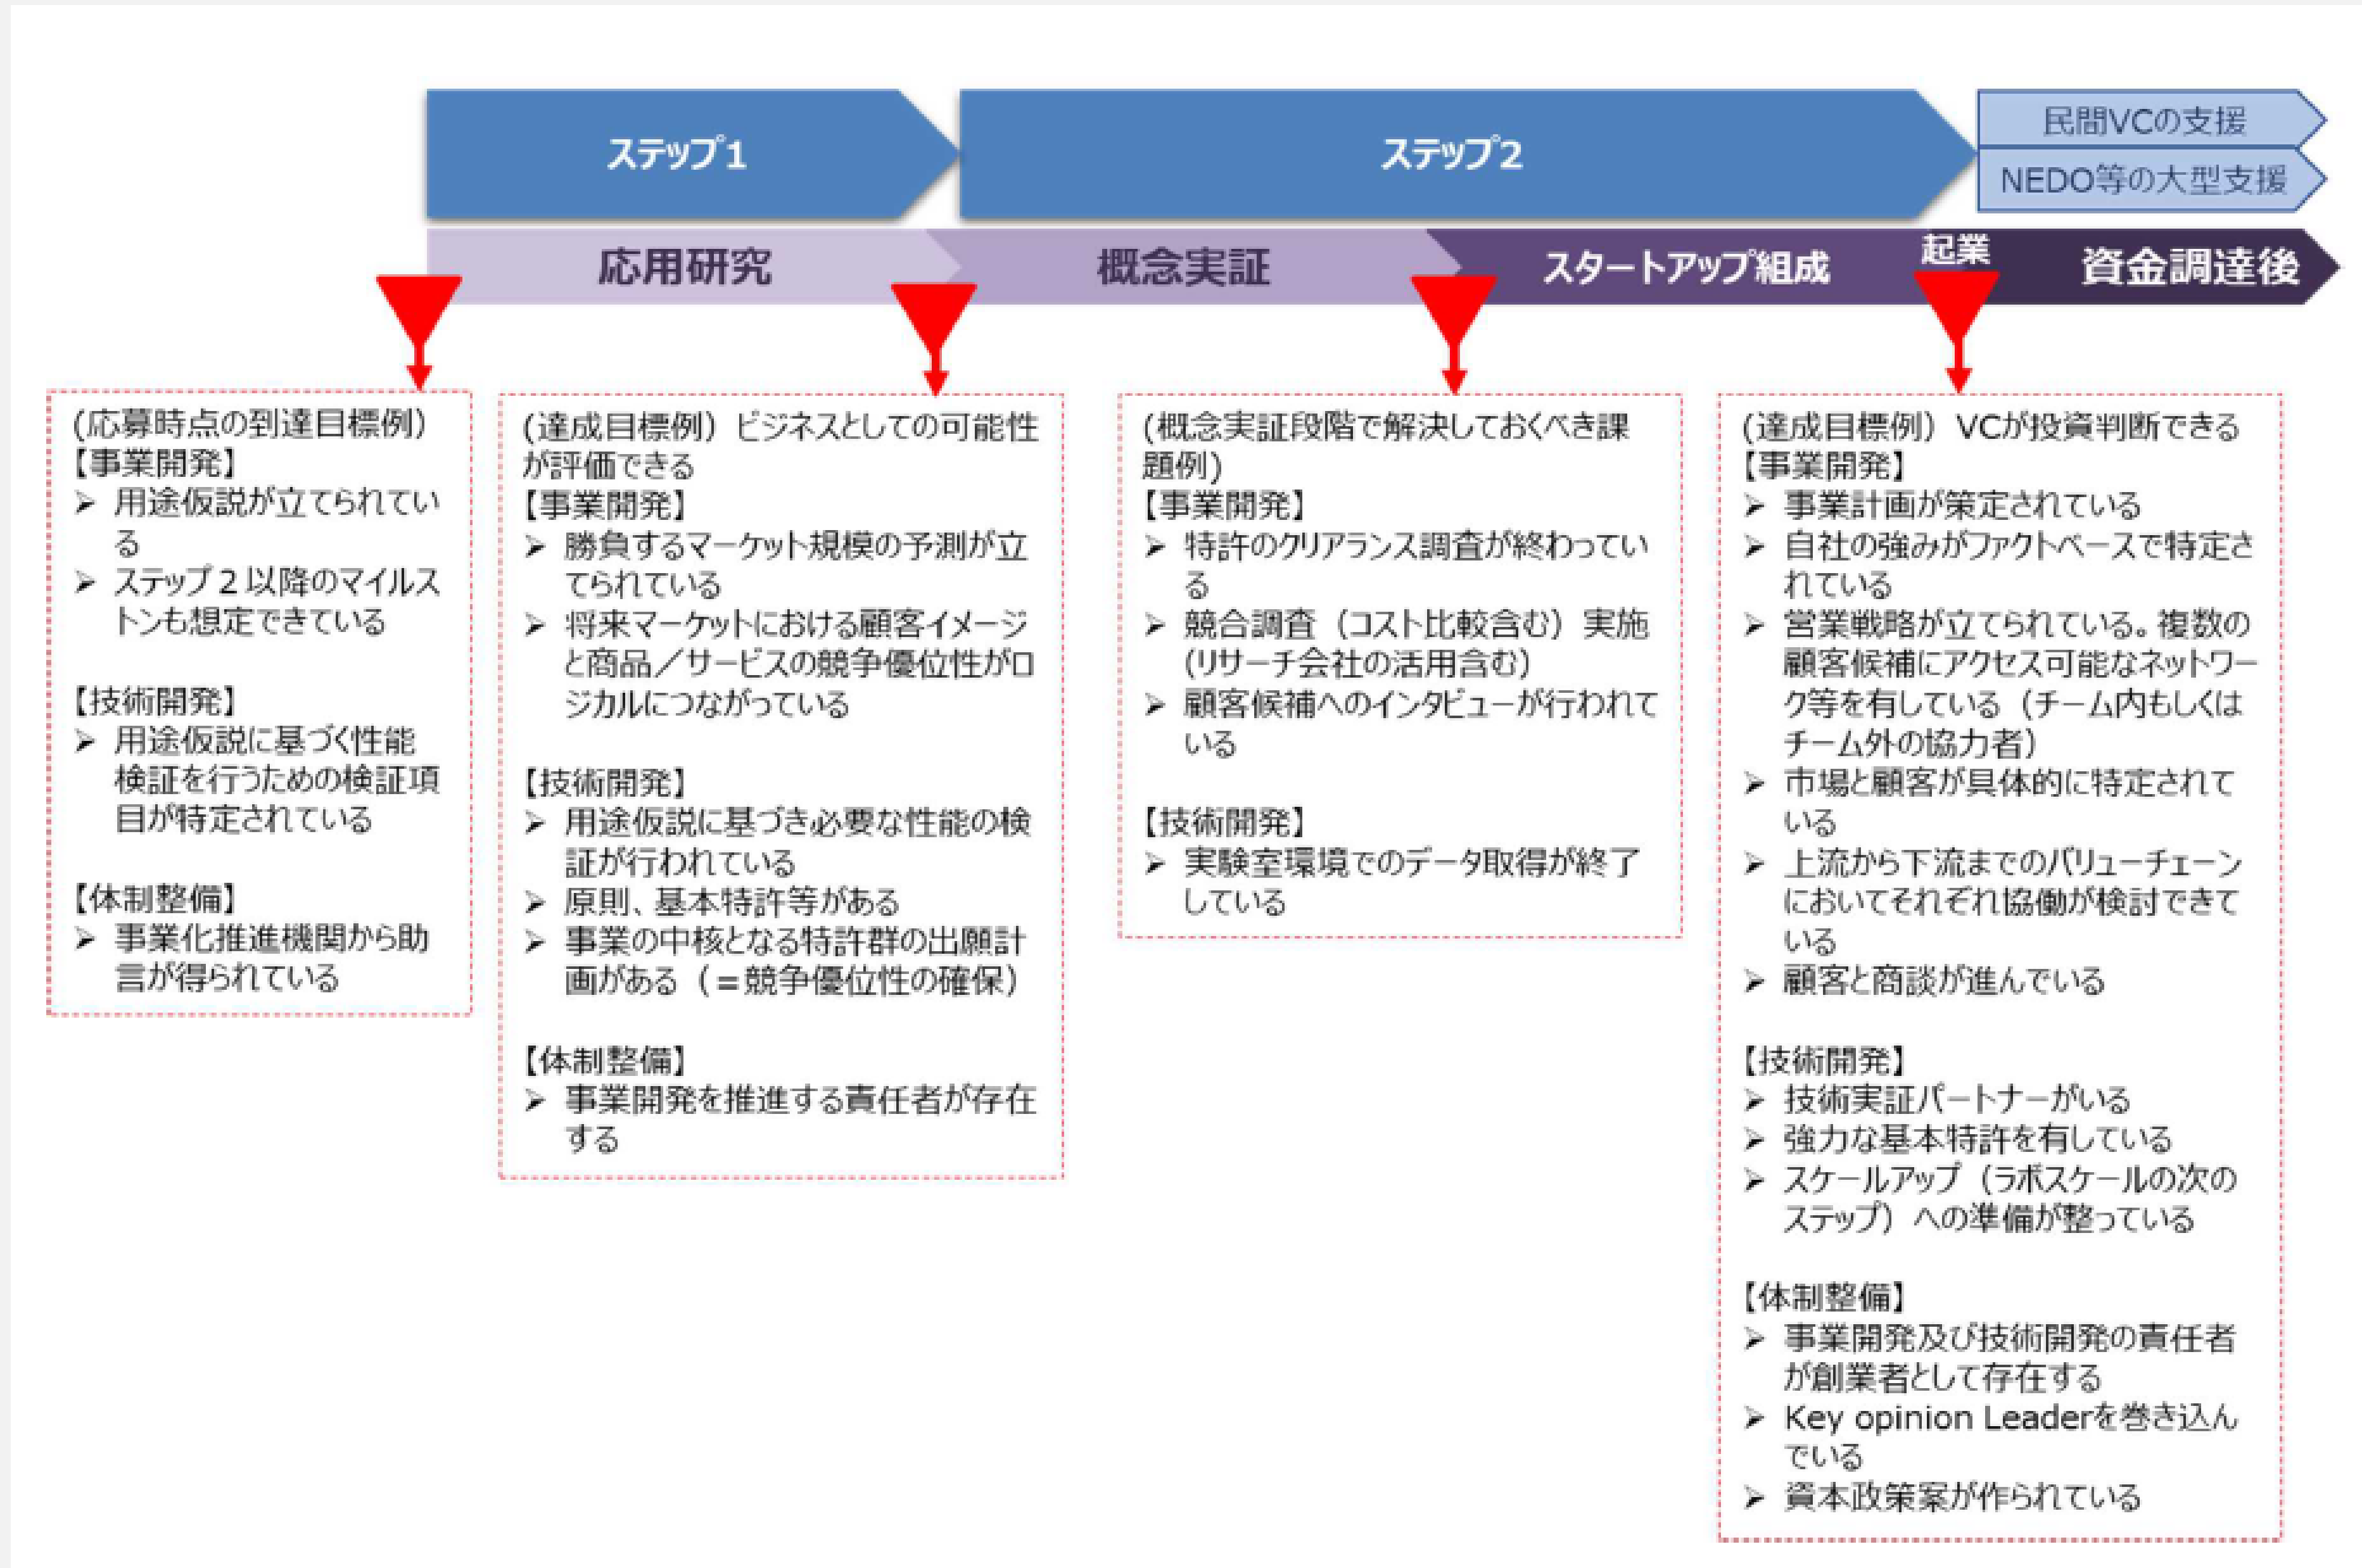 ステップ1
ステップ2
民間VCの支援
NEDO等の大型支援
応用研究
概念実証
スタートアップ組成
起業
資金調達後
(応募時点の到達目標例)
【事業開発】
➢ 用途仮説が立てられてい
る
➢ ステップ２以降のマイルス
トンも想定できている
【技術開発】
➢ 用途仮説に基づく性能
検証を行うための検証項
目が特定されている
【体制整備】
➢ 事業化推進機関から助
言が得られている
(達成目標例）ビジネスとしての可能性
が評価できる
【事業開発】
➢ 勝負するマーケット規模の予測が立
てられている
➢ 将来マーケットにおける顧客イメージ
と商品／サービスの競争優位性がロ
ジカルにつながっている
【技術開発】
➢ 用途仮説に基づき必要な性能の検
証が行われている
➢ 原則、基本特許等がある
➢ 事業の中核となる特許群の出願計
画がある（＝競争優位性の確保）
【体制整備】
➢ 事業開発を推進する責任者が存在
する
(概念実証段階で解決しておくべき課
題例)
【事業開発】
➢ 特許のクリアランス調査が終わってい
る
➢ 競合調査（コスト比較含む）実施
(リサーチ会社の活用含む)
➢ 顧客候補へのインタビューが行われて
いる
【技術開発】
➢ 実験室環境でのデータ取得が終了
している
(達成目標例）VCが投資判断できる
【事業開発】
➢ 事業計画が策定されている
➢ 自社の強みがファクトベースで特定さ
れている
➢ 営業戦略が立てられている。複数の
顧客候補にアクセス可能なネットワー
ク等を有している（チーム内もしくは
チーム外の協力者）
➢ 市場と顧客が具体的に特定されて
いる
➢ 上流から下流までのバリューチェーン
においてそれぞれ協働が検討できて
いる
➢ 顧客と商談が進んでいる
【技術開発】
➢ 技術実証パートナーがいる
➢ 強力な基本特許を有している
➢ スケールアップ（ラボスケールの次の
ステップ）への準備が整っている
【体制整備】
➢ 事業開発及び技術開発の責任者
が創業者として存在する
➢ Key opinion Leaderを巻き込ん
でいる
➢ 資本政策案が作られている